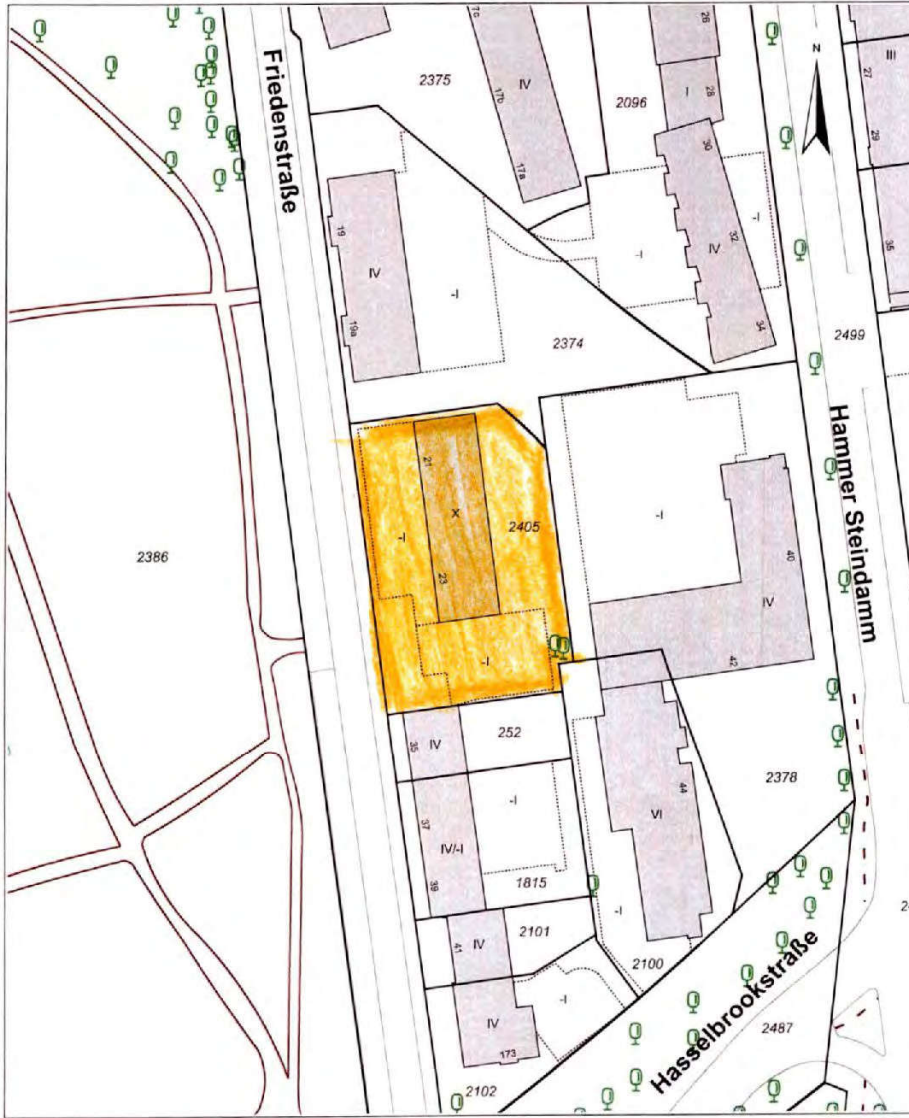 17c
26
N
III
27
Friedenstraße
2375
IV
17b
I
28
2096
29
30
17a
35
19
-I
32
IV
-I
IV
-I
2374
19a
34
2499
Hammer Steindamm
21
X
2405
-I
-I
2386
23
40
IV
-I
42
35
IV
252
44
2378
37
-I
VI
IV/-I
39
1815
-I
41
IV
2101
2100
-I
IV
Hasselbrookstraße
2487
173
2102